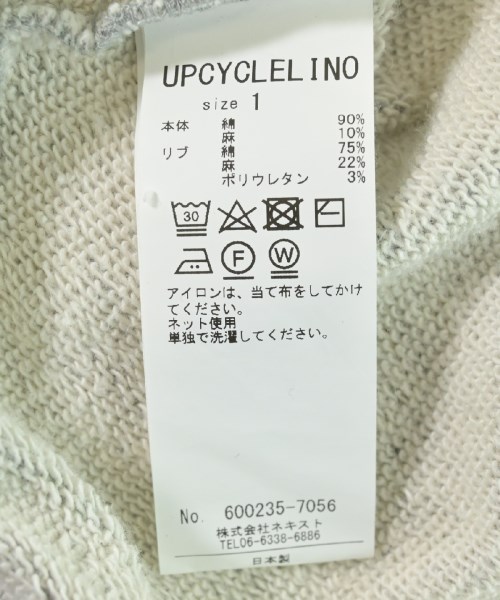 UPCYCLELINO
size 1
本体 綿 90%
麻 10%
リブ 綿 75%
麻 22%
ポリウレタン 3%
30
F W
アイロンは、当て布をしてかけ
てください。
ネット使用
単独で洗濯してください。
No. 600235-7056
株式会社ネキスト
TEL06-6338-6886
日本製